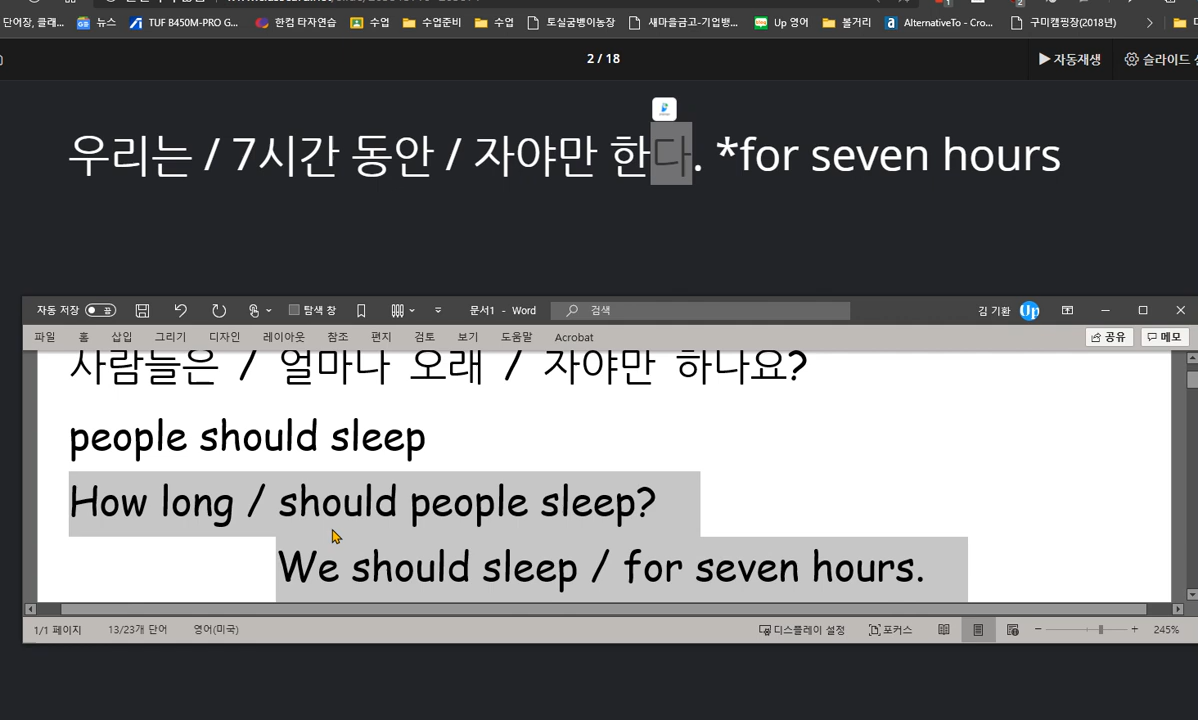 단어장, 클래... 뉴스 TUF B450M-PRO G... 한컴 타자연습 수업 수업준비 수업 토실굼벵이농장 새마을금고-기업방... Up 영어 볼거리 AlternativeTo - Cro... 구미캠핑장(2018년)
2 / 18 자동재생 슬라이드
우리는 / 7시간 동안 / 자야만 한다. *for seven hours
자동 저장 끔 탐색 창 문서1 - Word 검색 김 기환 Up
파일 홈 삽입 그리기 디자인 레이아웃 참조 편지 검토 보기 도움말 Acrobat 공유 메모
사람들은 / 얼마나 오래 / 자야만 하나요?
people should sleep
How long / should people sleep?
We should sleep / for seven hours.
1/1 페이지 13/23개 단어 영어(미국) 디스플레이 설정 포커스 245%